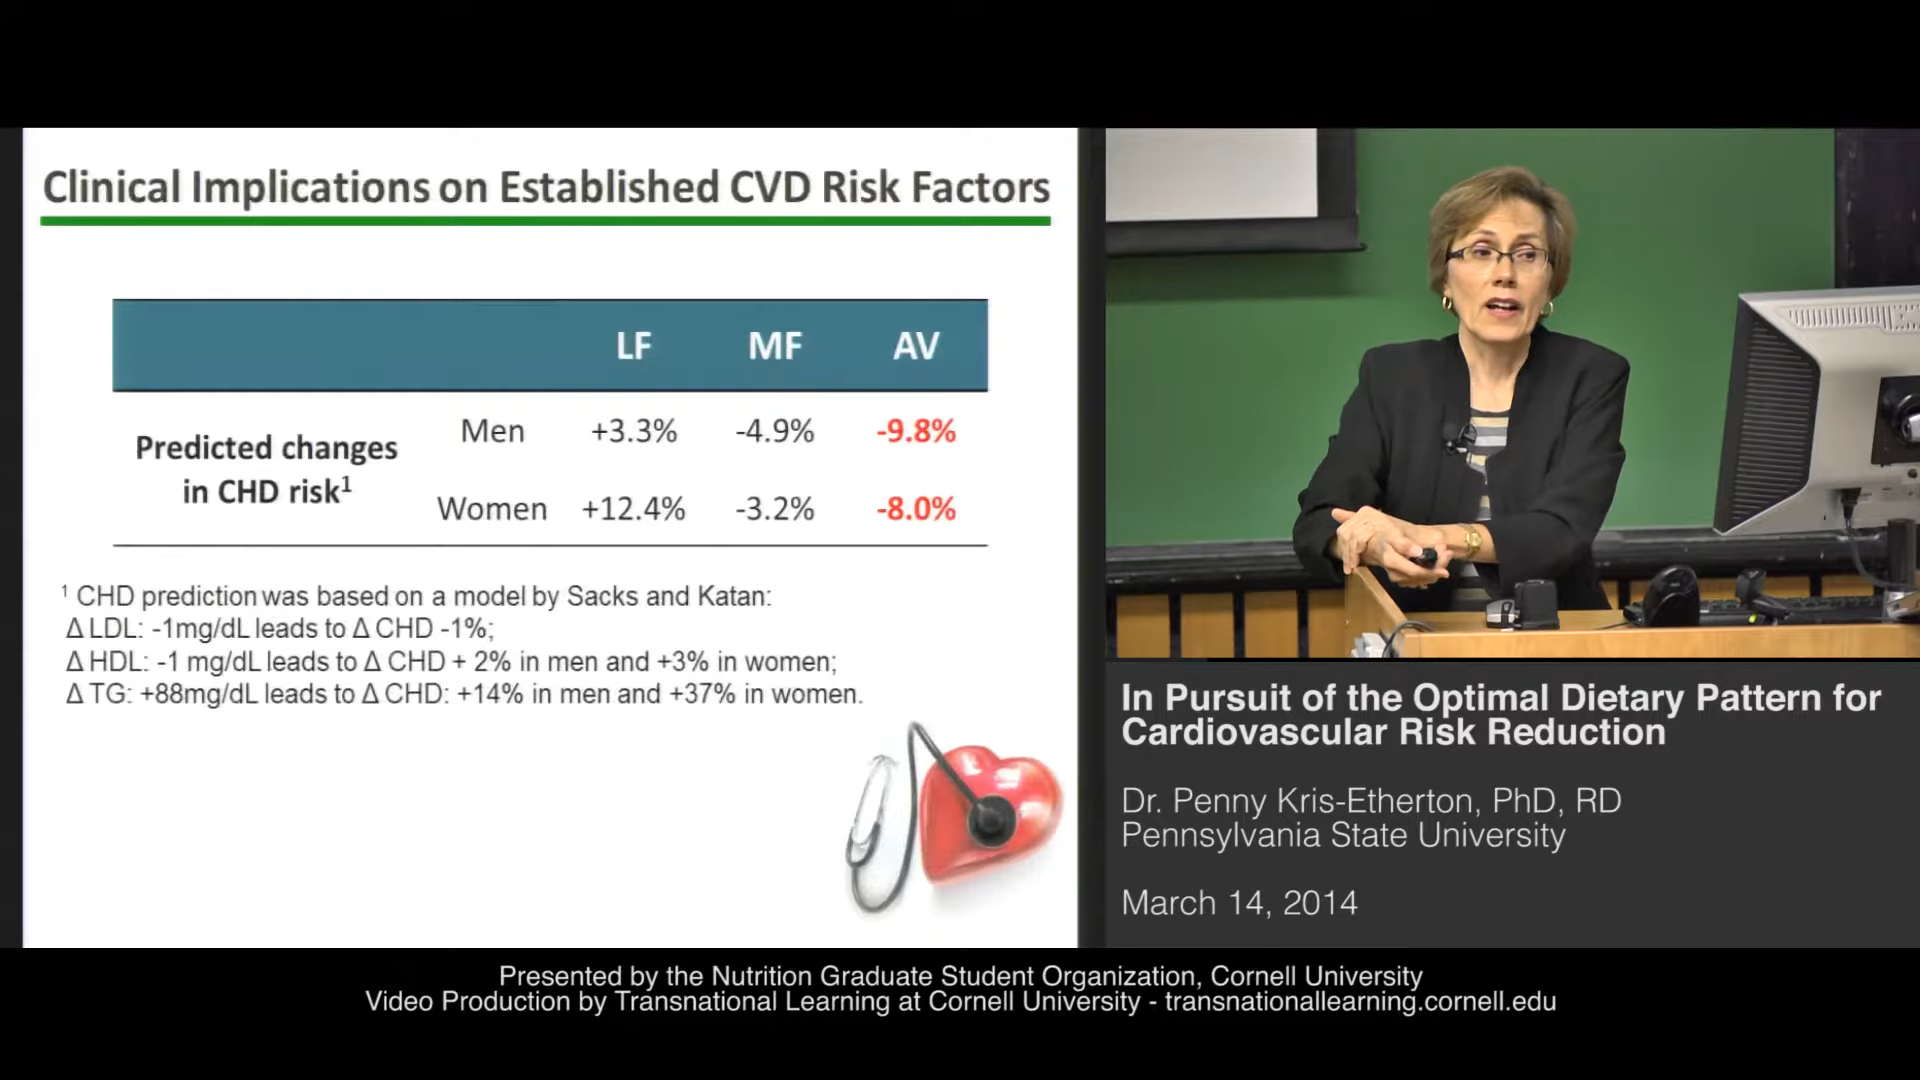 Clinical Implications on Established CVD Risk Factors
LF MF AV
Predicted changes
in CHD risk¹
Men +3.3% -4.9% -9.8%
Women +12.4% -3.2% -8.0%
¹ CHD prediction was based on a model by Sacks and Katan:
Δ LDL: -1mg/dL leads to Δ CHD -1%;
Δ HDL: -1 mg/dL leads to Δ CHD + 2% in men and +3% in women;
Δ TG: +88mg/dL leads to Δ CHD: +14% in men and +37% in women.
In Pursuit of the Optimal Dietary Pattern for
Cardiovascular Risk Reduction
Dr. Penny Kris-Etherton, PhD, RD
Pennsylvania State University
March 14, 2014
Presented by the Nutrition Graduate Student Organization, Cornell University
Video Production by Transnational Learning at Cornell University - transnationallearning.cornell.edu